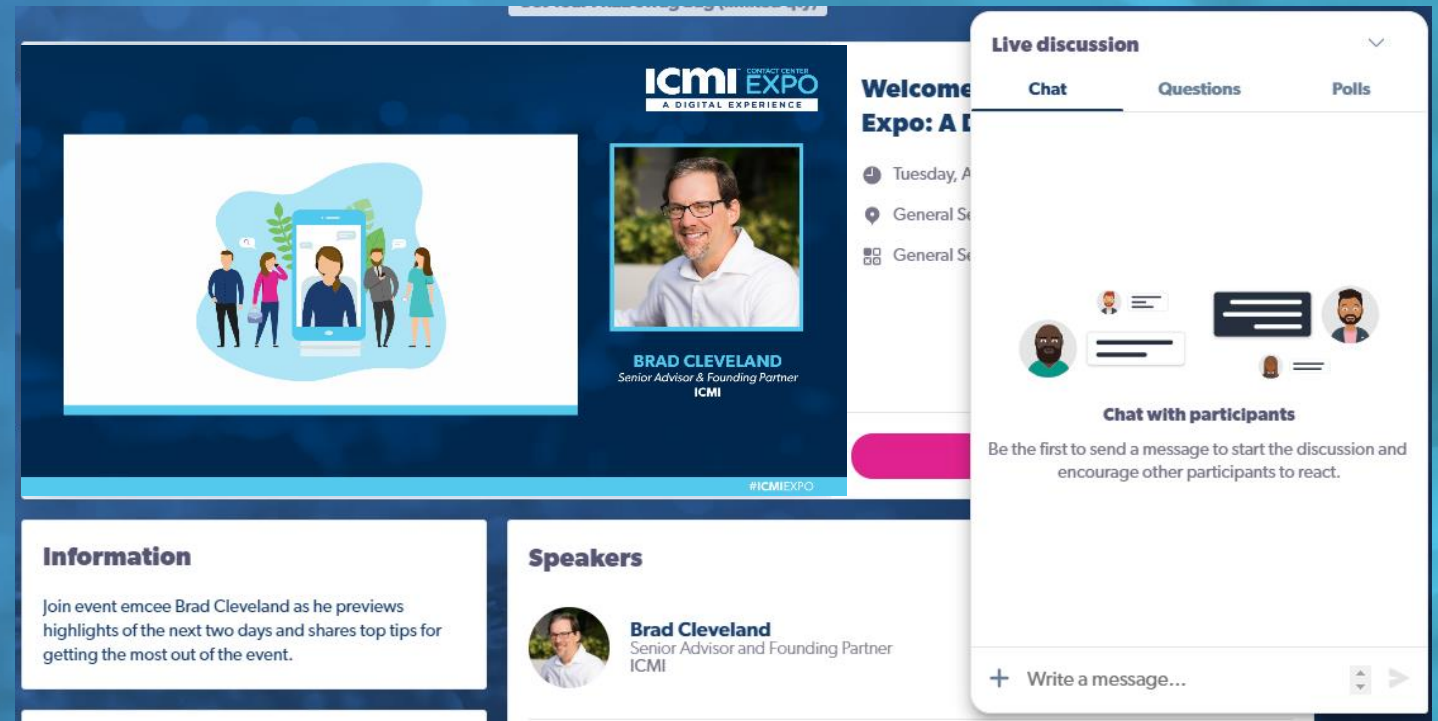 ICMI CONTACT CENTER
EXPO
A DIGITAL EXPERIENCE
BRAD CLEVELAND
Senior Advisor & Founding Partner
ICMI
#ICMIEXPO
Welcome
Expo: A
Tuesday, A
General Se
General Se
Live discussion
Chat Questions Polls
Chat with participants
Be the first to send a message to start the discussion and
encourage other participants to react.
Write a message...
Information
Join event emcee Brad Cleveland as he previews
highlights of the next two days and shares top tips for
getting the most out of the event.
Speakers
Brad Cleveland
Senior Advisor and Founding Partner
ICMI